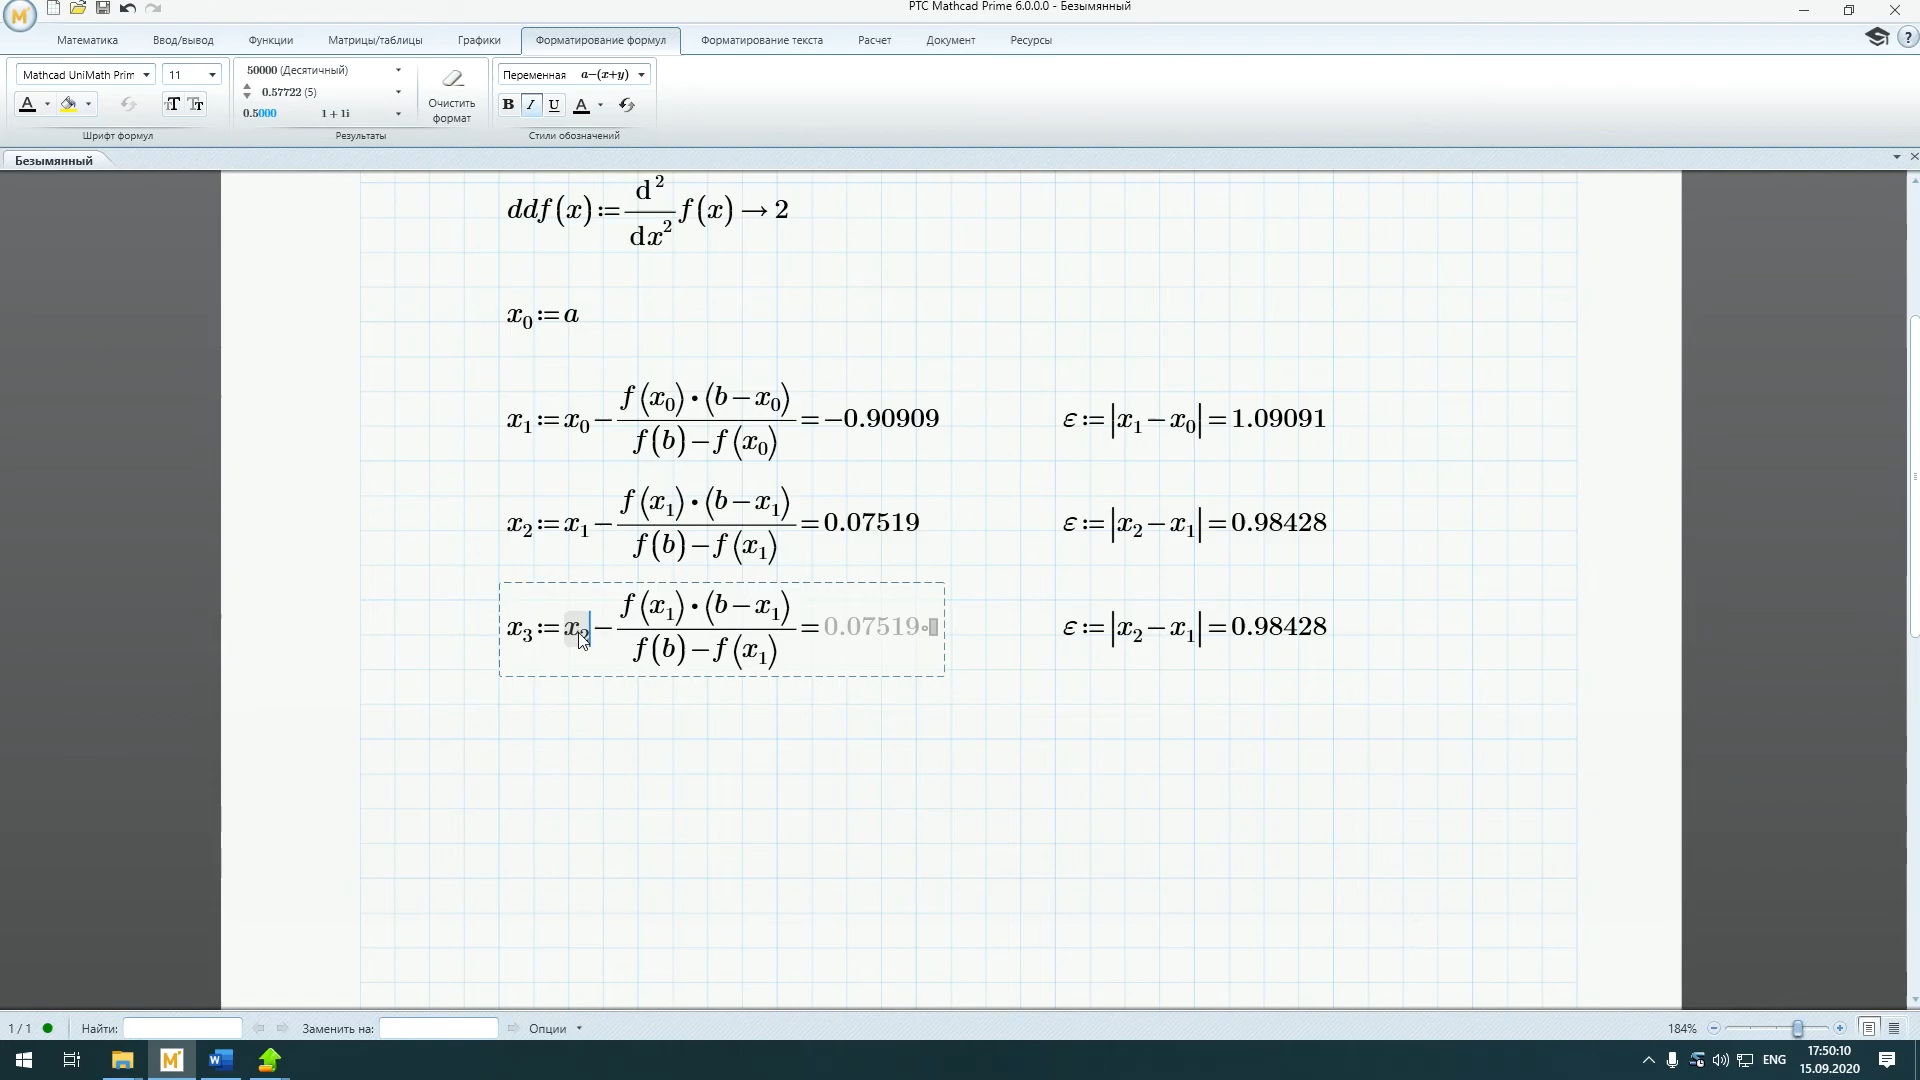 PTC Mathcad Prime 6.0.0.0 - Безымянный
Математика Ввод/вывод Функции Матрицы/таблицы Графики Форматирование формул Форматирование текста Расчет Документ Ресурсы
Mathcad UniMath Prim 11 50000 (Десятичный) Переменная a−(x+y)
0.57722 (5) B I U A
0.5000 1 + 1i Очистить формат
Шрифт формул Результаты Стили обозначений
Безымянный
ddf(x):=d²/dx² f(x)→2
x₀:=a
x₁:=x₀−f(x₀)•(b−x₀)/f(b)−f(x₀)=−0.90909 ε:=|x₁−x₀|=1.09091
x₂:=x₁−f(x₁)•(b−x₁)/f(b)−f(x₁)=0.07519 ε:=|x₂−x₁|=0.98428
x₃:=x₂−f(x₁)•(b−x₁)/f(b)−f(x₁)=0.07519 ε:=|x₂−x₁|=0.98428
1 / 1 Найти: Заменить на: Опции 184%
ENG 17:50:10
15.09.2020